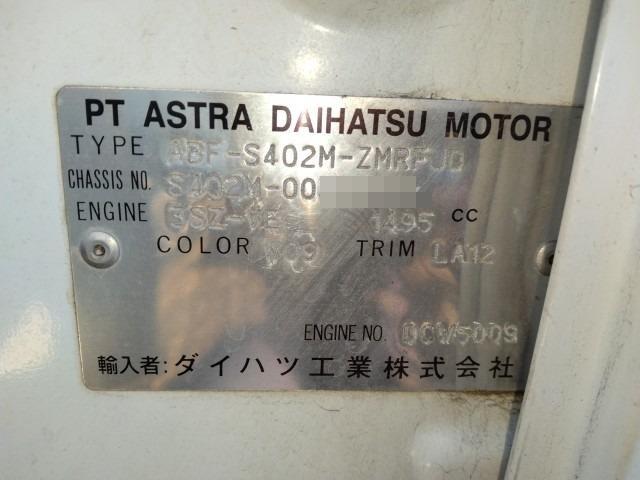 PT ASTRA DAIHATSU MOTOR
TYPE ABF-S402M-ZMRFJD
CHASSIS NO. S402M-00
ENGINE 3SZ-VE 1495 CC
COLOR W09 TRIM LA12
ENGINE NO. DCW5009
輸入者:ダイハツ工業株式会社